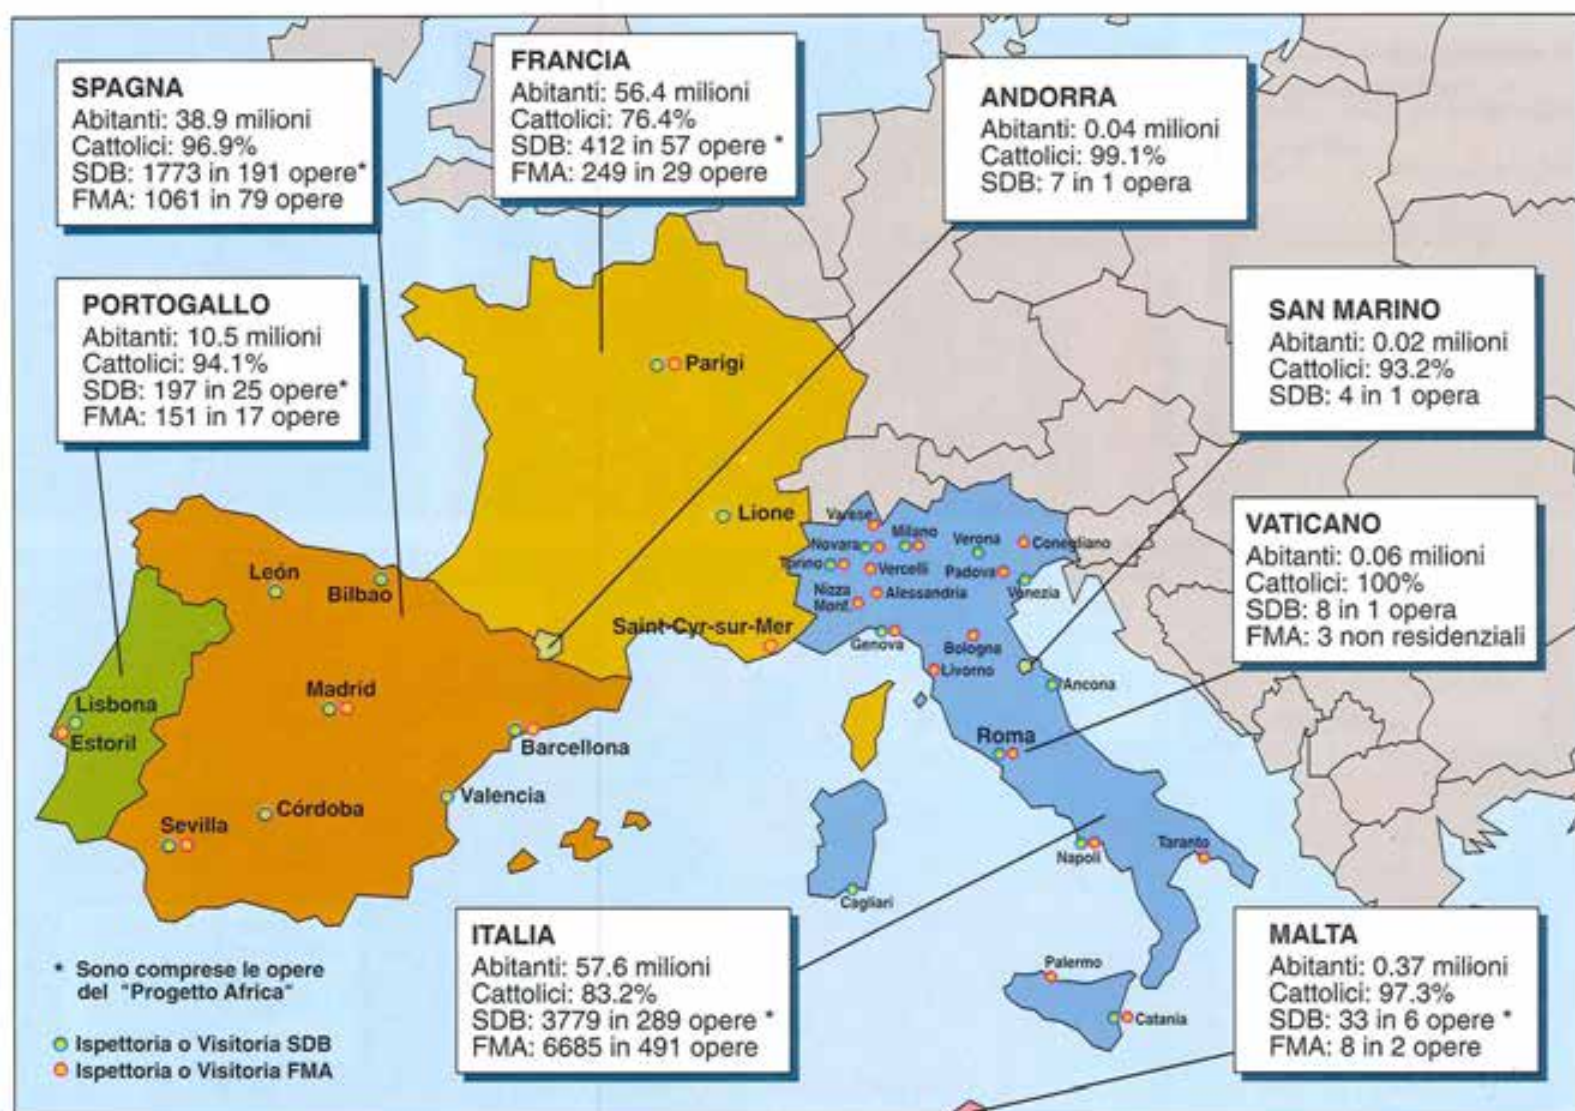 SPAGNA
Abitanti: 38.9 milioni
Cattolici: 96.9%
SDB: 1773 in 191 opere*
FMA: 1061 in 79 opere
FRANCIA
Abitanti: 56.4 milioni
Cattolici: 76.4%
SDB: 412 in 57 opere *
FMA: 249 in 29 opere
ANDORRA
Abitanti: 0.04 milioni
Cattolici: 99.1%
SDB: 7 in 1 opera
PORTOGALLO
Abitanti: 10.5 milioni
Cattolici: 94.1%
SDB: 197 in 25 opere*
FMA: 151 in 17 opere
SAN MARINO
Abitanti: 0.02 milioni
Cattolici: 93.2%
SDB: 4 in 1 opera
VATICANO
Abitanti: 0.06 milioni
Cattolici: 100%
SDB: 8 in 1 opera
FMA: 3 non residenziali
Parigi
Lione
Saint-Cyr-sur-Mer
León
Bilbao
Madrid
Lisbona
Estoril
Barcellona
Valencia
Córdoba
Sevilla
Varese
Milano
Novara
Torino
Vercelli
Nizza
Mont.
Alessandria
Verona
Conegliano
Padova
Venezia
Genova
Bologna
Livorno
Ancona
Roma
Napoli
Taranto
Cagliari
Palermo
Catania
ITALIA
Abitanti: 57.6 milioni
Cattolici: 83.2%
SDB: 3779 in 289 opere *
FMA: 6685 in 491 opere
MALTA
Abitanti: 0.37 milioni
Cattolici: 97.3%
SDB: 33 in 6 opere *
FMA: 8 in 2 opere
* Sono comprese le opere
del "Progetto Africa"
Ispettoria o Visitoria SDB
Ispettoria o Visitoria FMA